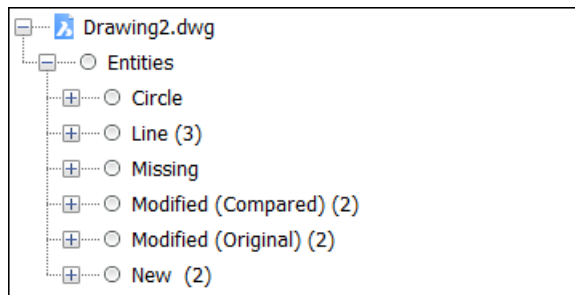 Drawing2.dwg
Entities
Circle
Line (3)
Missing
Modified (Compared) (2)
Modified (Original) (2)
New (2)